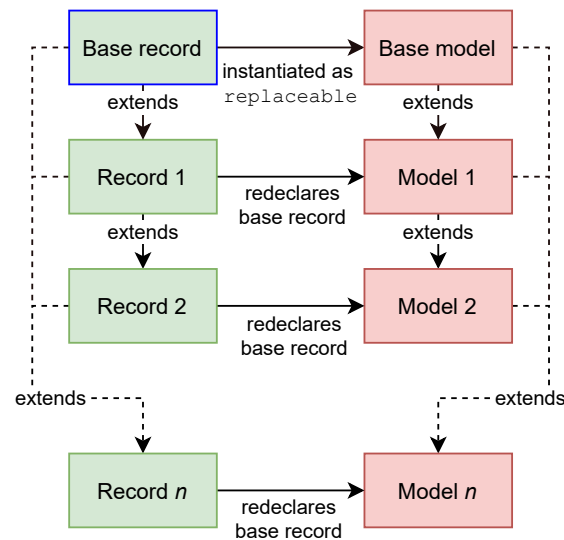 Base record
Base model
instantiated as
replaceable
extends
extends
Record 1
Model 1
redeclares
base record
extends
extends
Record 2
Model 2
redeclares
base record
extends
extends
Record n
Model n
redeclares
base record